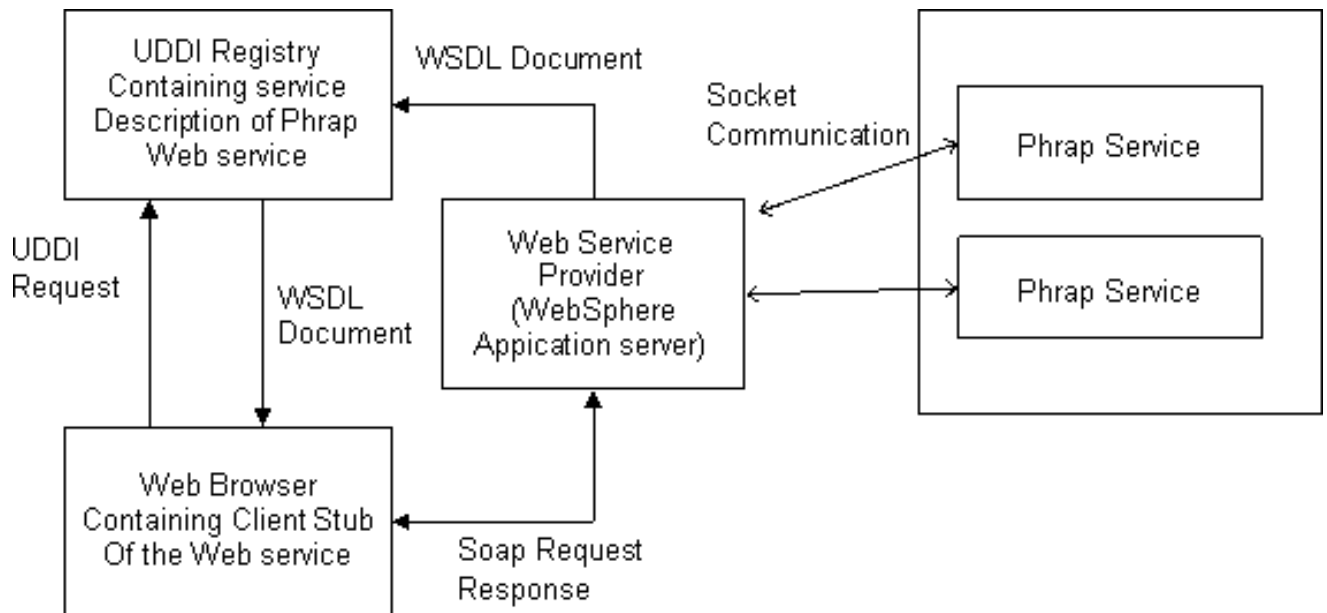 UDDI Registry
Containing service
Description of Phrap
Web service
WSDL Document
Socket
Communication
Phrap Service
Phrap Service
Web Service
Provider
(WebSphere
Appication server)
UDDI
Request
WSDL
Document
Web Browser
Containing Client Stub
Of the Web service
Soap Request
Response